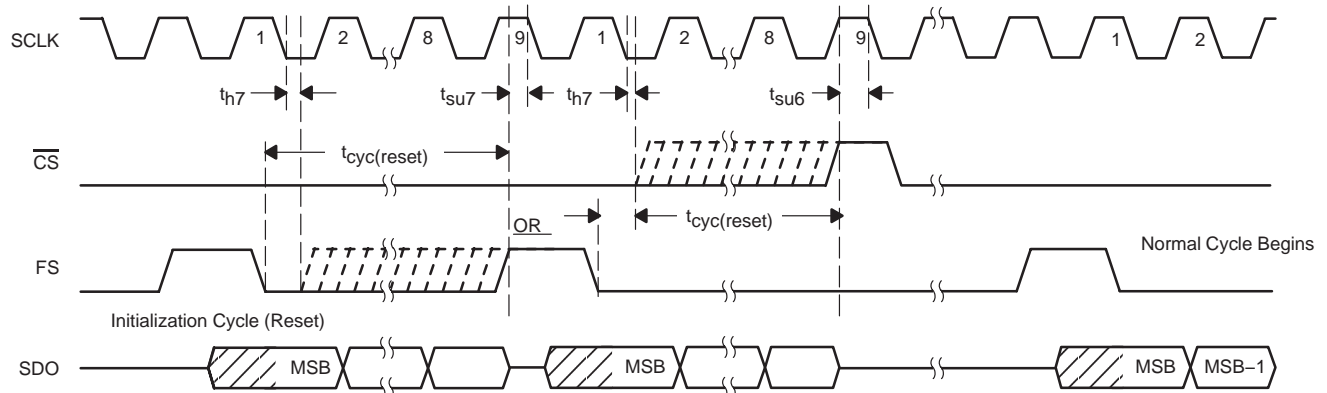 SCLK 1 2 8 9 1 2 8 9 1 2
th7 tsu7 th7 tsu6
CS
tcyc(reset)
OR
tcyc(reset)
Normal Cycle Begins
FS
Initialization Cycle (Reset)
SDO MSB MSB MSB MSB–1